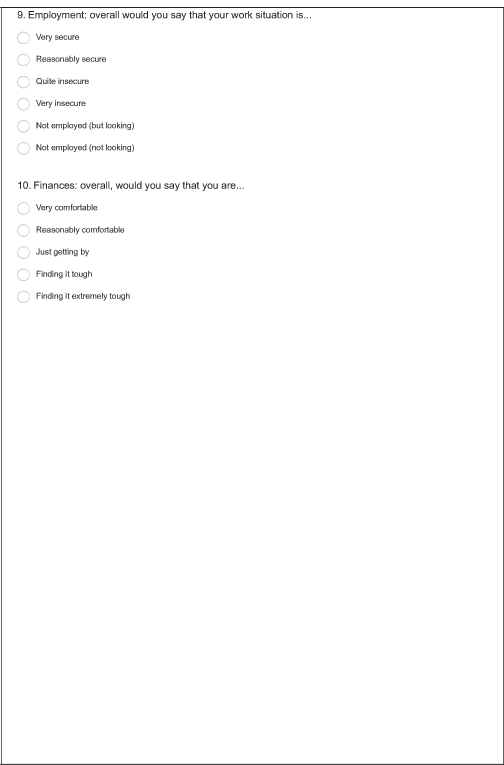 9. Employment: overall would you say that your work situation is...
Very secure
Reasonably secure
Quite insecure
Very insecure
Not employed (but looking)
Not employed (not looking)
10. Finances: overall, would you say that you are...
Very comfortable
Reasonably comfortable
Just getting by
Finding it tough
Finding it extremely tough